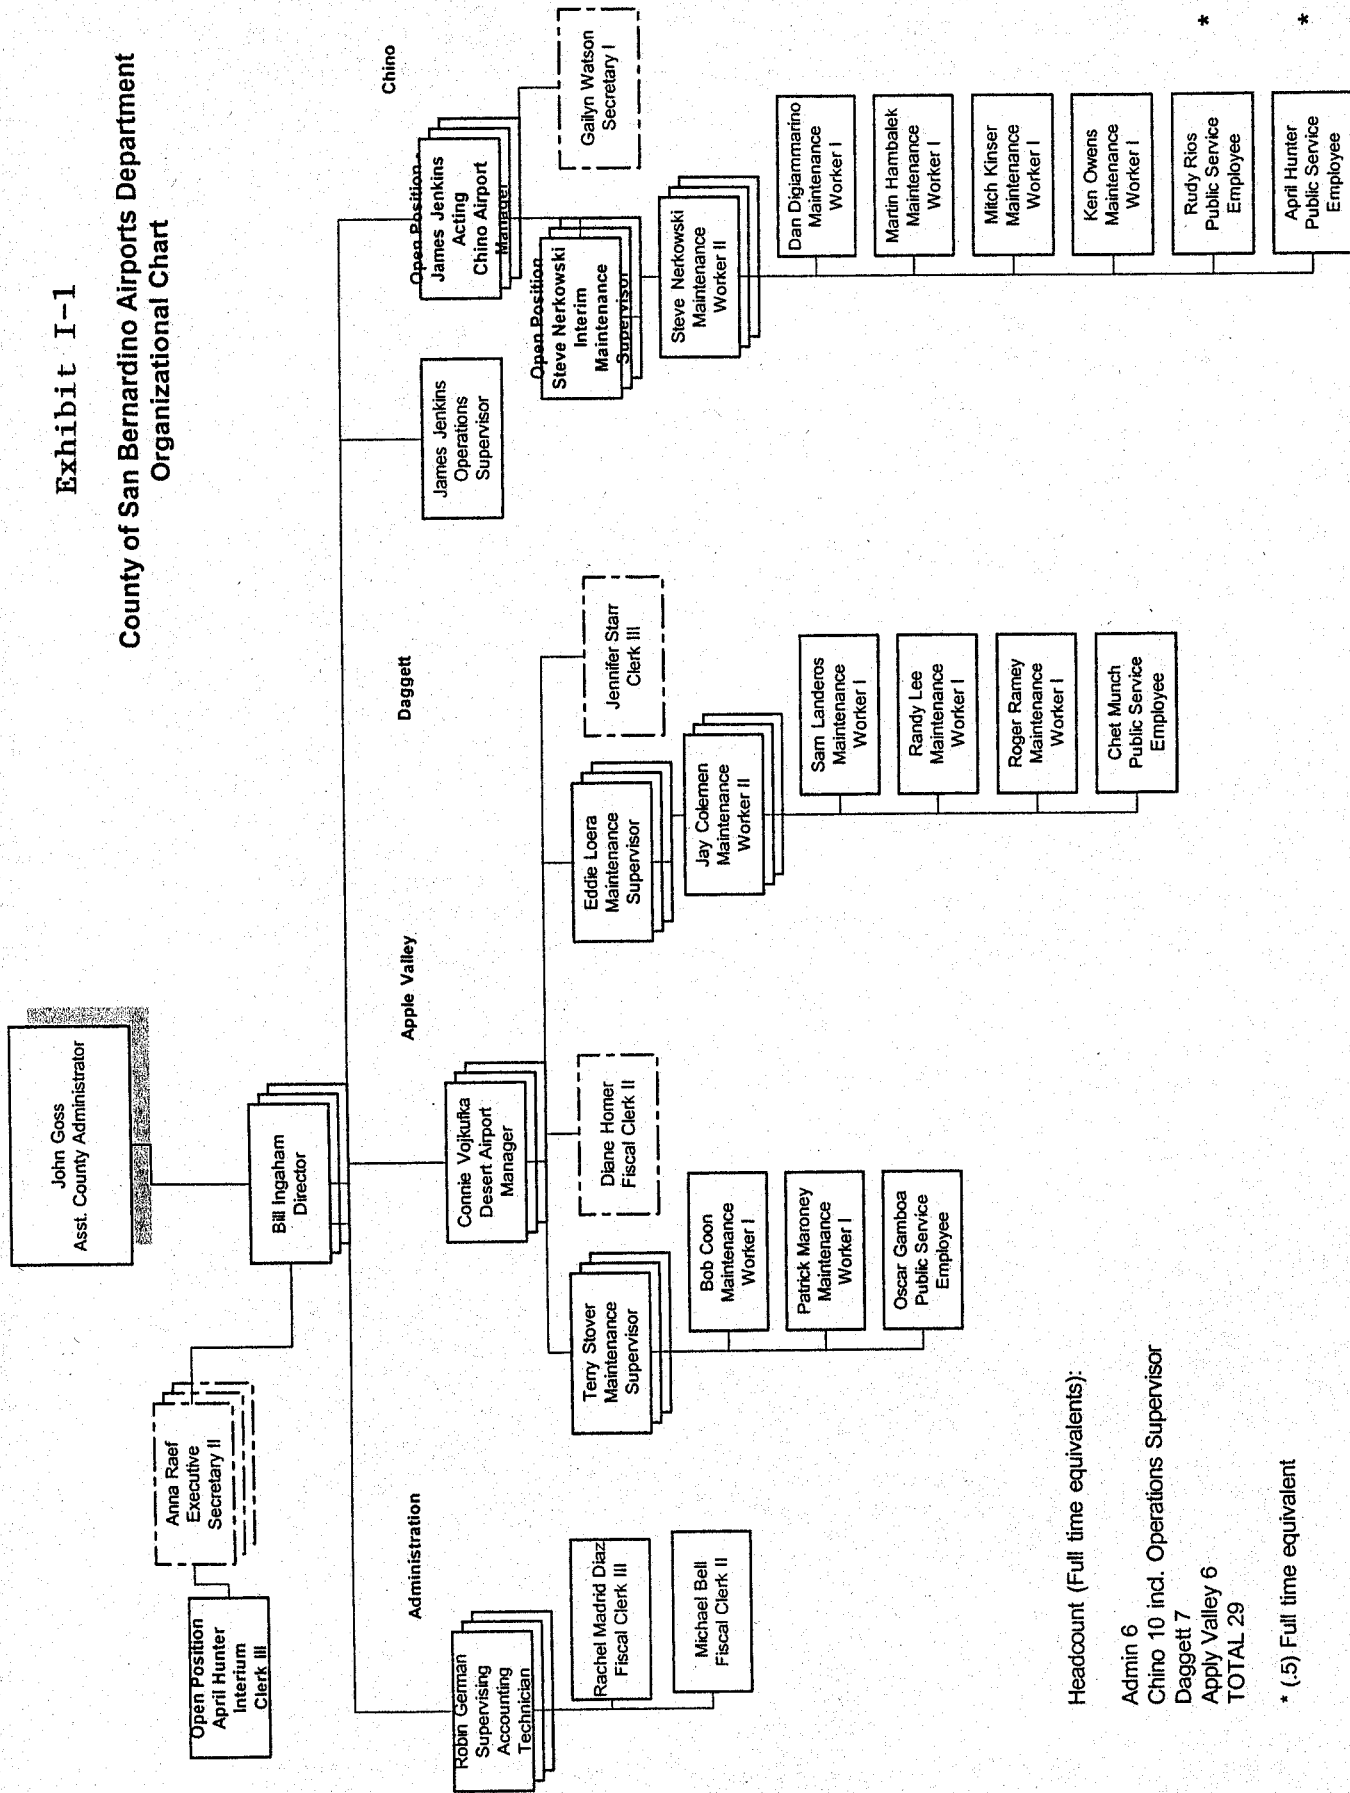 Exhibit I-1
County of San Bernardino Airports Department
Organizational Chart
John Goss
Asst. County Administrator
Bill Ingaham
Director
Anna Raef
Executive
Secretary II
Open Position
April Hunter
Interium
Clerk III
Administration
Robin German
Supervising
Accounting
Technician
Rachel Madrid Diaz
Fiscal Clerk III
Michael Bell
Fiscal Clerk II
Apple Valley
Connie Vojkufka
Desert Airport
Manager
Terry Stover
Maintenance
Supervisor
Bob Coon
Maintenance
Worker I
Patrick Maroney
Maintenance
Worker I
Oscar Gamboa
Public Service
Employee
Diane Homer
Fiscal Clerk II
Daggett
Eddie Loera
Maintenance
Supervisor
Jay Colemen
Maintenance
Worker II
Sam Landeros
Maintenance
Worker I
Randy Lee
Maintenance
Worker I
Roger Ramey
Maintenance
Worker I
Chet Munch
Public Service
Employee
Jennifer Starr
Clerk III
James Jenkins
Operations
Supervisor
Chino
Open Position
James Jenkins
Acting
Chino Airport
Manager
Gailyn Watson
Secretary I
Open Position
Steve Nerkowski
Interim
Maintenance
Supervisor
Steve Nerkowski
Maintenance
Worker II
Dan Digiammarino
Maintenance
Worker I
Martin Hambalek
Maintenance
Worker I
Mitch Kinser
Maintenance
Worker I
Ken Owens
Maintenance
Worker I
Rudy Rios
Public Service
Employee
*
April Hunter
Public Service
Employee
*
Headcount (Full time equivalents):
Admin 6
Chino 10 incl. Operations Supervisor
Daggett 7
Apply Valley 6
TOTAL 29
* (.5) Full time equivalent